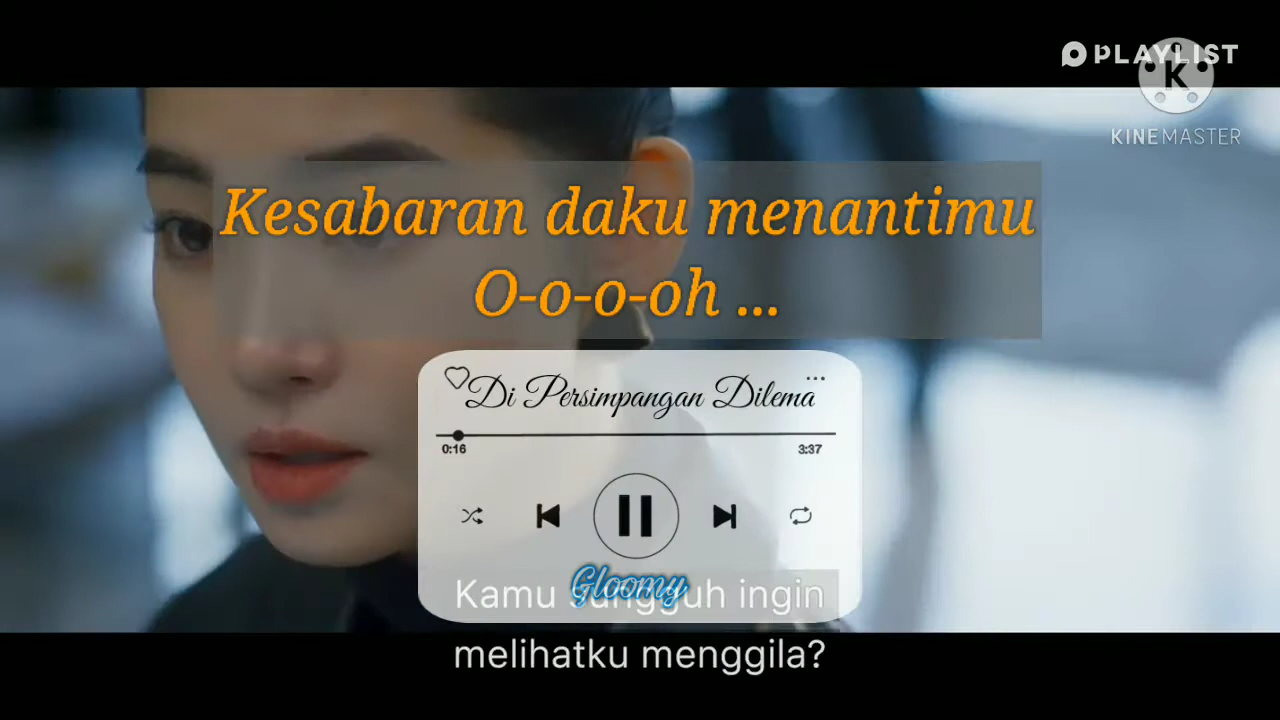 PLAYLIST
K
KINEMASTER
Kesabaran daku menantimu
O-o-o-oh ...
Di Persimpangan Dilema
0:16
3:37
Gloomy
Kamu sungguh ingin
melihatku menggila?